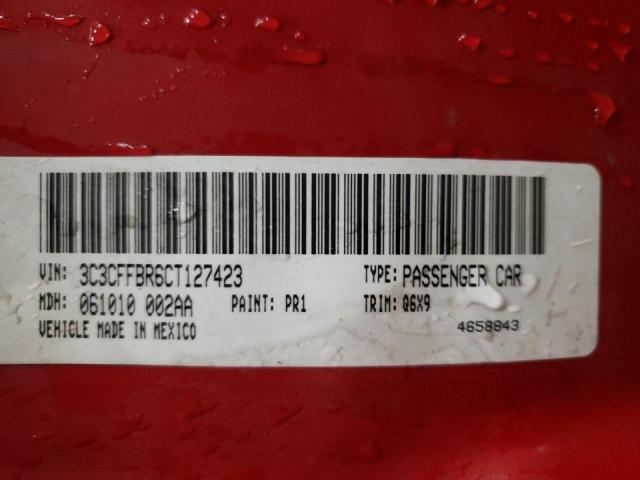 VIN: 3C3CFFBR6CT127423 TYPE: PASSENGER CAR
MDH: 061010 002AA PAINT: PR1 TRIM: Q6X9
VEHICLE MADE IN MEXICO 4658843